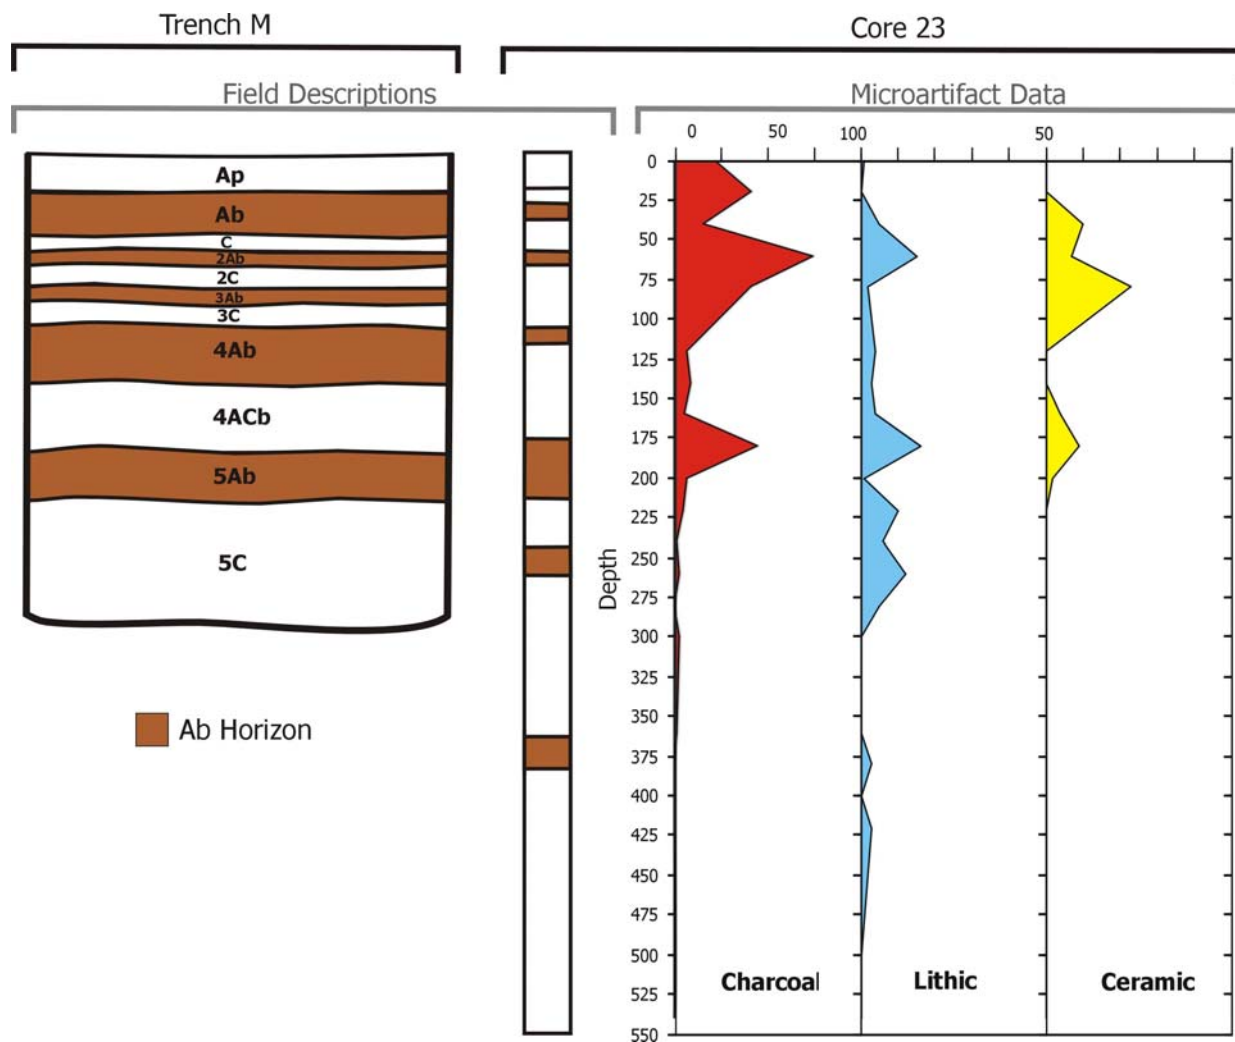 Trench M
Core 23
Field Descriptions
Microartifact Data
0 50 100 50
Ap
Ab
C
2Ab
2C
3Ab
3C
4Ab
4ACb
5Ab
5C
Ab Horizon
Depth
0
25
50
75
100
125
150
175
200
225
250
275
300
325
350
375
400
425
450
475
500
525
550
Charcoal
Lithic
Ceramic